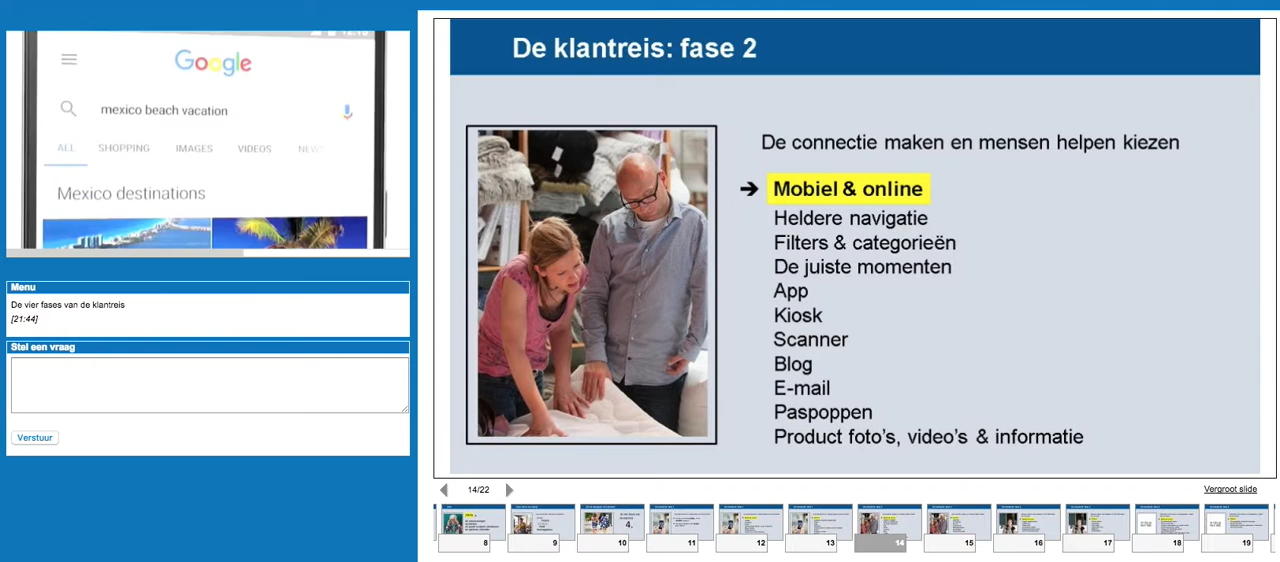 Google
mexico beach vacation
ALL SHOPPING IMAGES VIDEOS NEWS
Mexico destinations
Menu
De vier fases van de klantreis
[21:44]
Stel een vraag
Verstuur
De klantreis: fase 2
De connectie maken en mensen helpen kiezen
➔ Mobiel & online
Heldere navigatie
Filters & categorieën
De juiste momenten
App
Kiosk
Scanner
Blog
E-mail
Paspoppen
Product foto's, video's & informatie
14/22
Vergroot slide
8 9 10 11 12 13 14 15 16 17 18 19